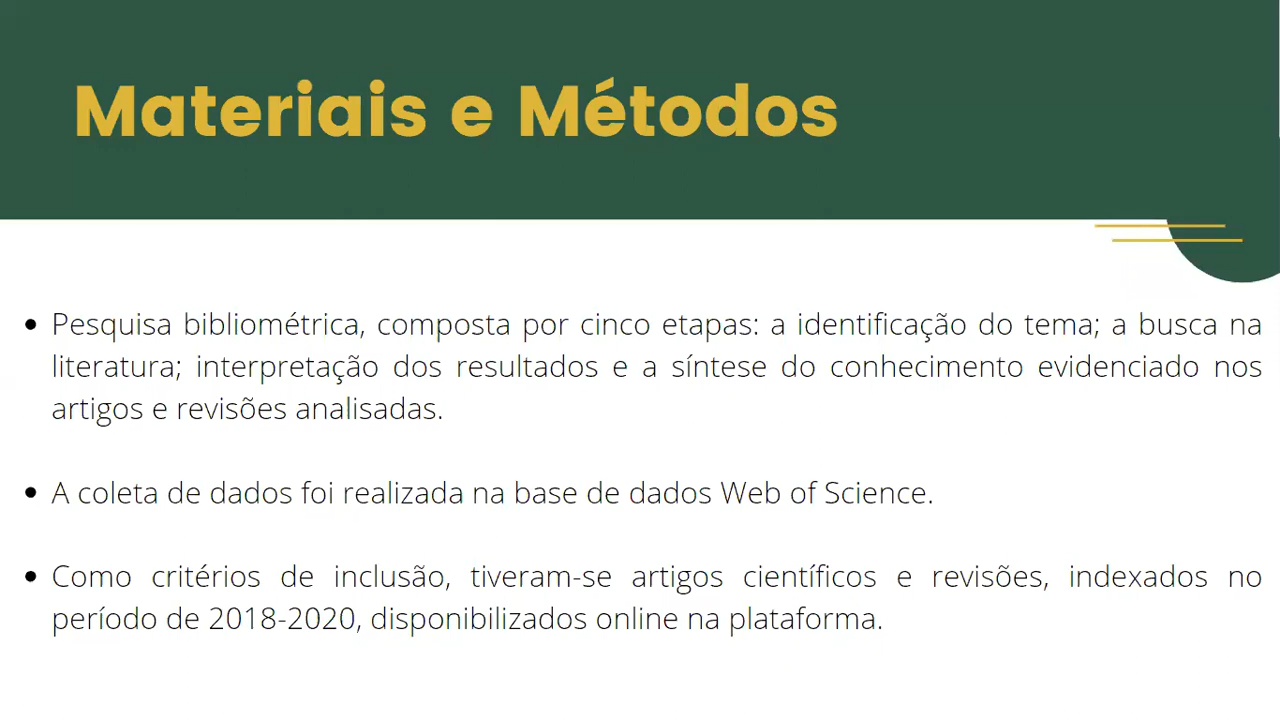 Materiais e Métodos
• Pesquisa bibliométrica, composta por cinco etapas: a identificação do tema; a busca na
literatura; interpretação dos resultados e a síntese do conhecimento evidenciado nos
artigos e revisões analisadas.
• A coleta de dados foi realizada na base de dados Web of Science.
• Como critérios de inclusão, tiveram-se artigos científicos e revisões, indexados no
período de 2018-2020, disponibilizados online na plataforma.